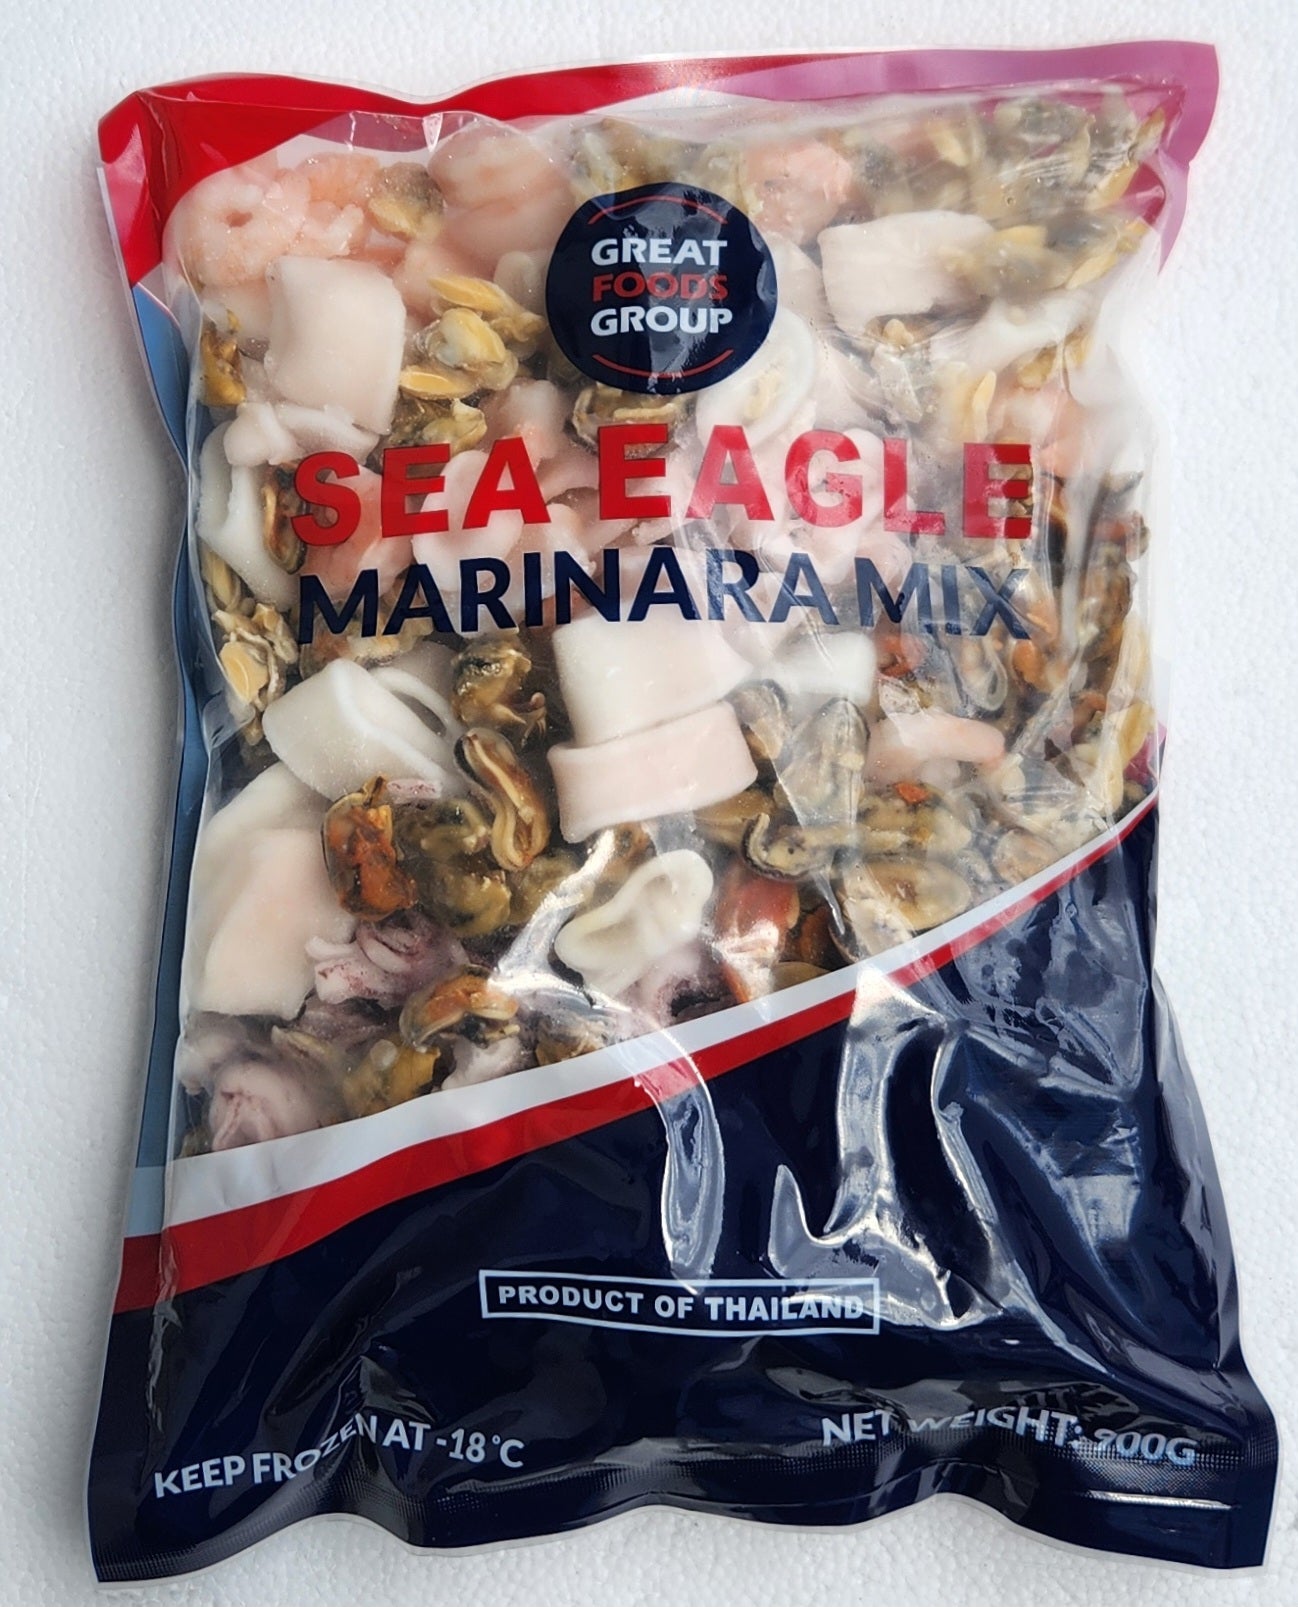 GREAT
FOODS
GROUP
SEA EAGLE
MARINARA MIX
PRODUCT OF THAILAND
KEEP FROZEN AT -18°C
NET WEIGHT: 900G